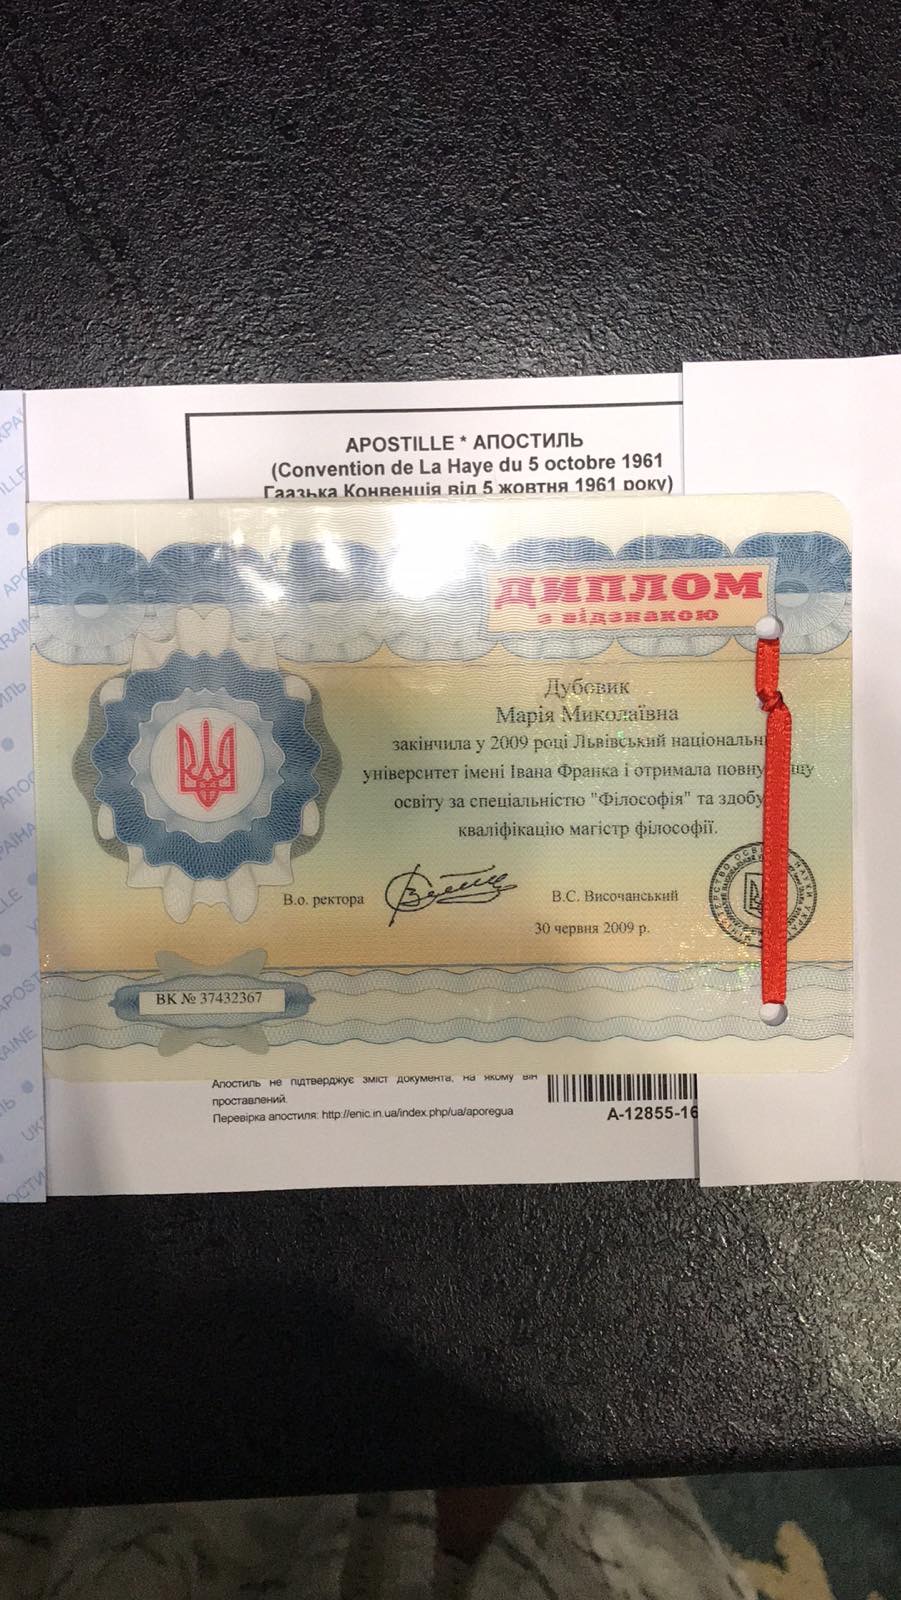 APOSTILLE * АПОСТИЛЬ
(Convention de La Haye du 5 octobre 1961
Гаазька Конвенція від 5 жовтня 1961 року)
ДИПЛОМ
з відзнакою
Дубовик
Марія Миколаївна
закінчила у 2009 році Львівський національн
університет імені Івана Франка і отримала повну ищу
освіту за спеціальністю "Філософія" та здобу
кваліфікацію магістр філософії.
В.о. ректора В.С. Височанський
30 червня 2009 р.
ВК № 37432367
Апостиль не підтверджує зміст документа, на якому він
проставлений.
Перевірка апостиля: http://enic.in.ua/index.php/ua/aporegua
А-12855-16